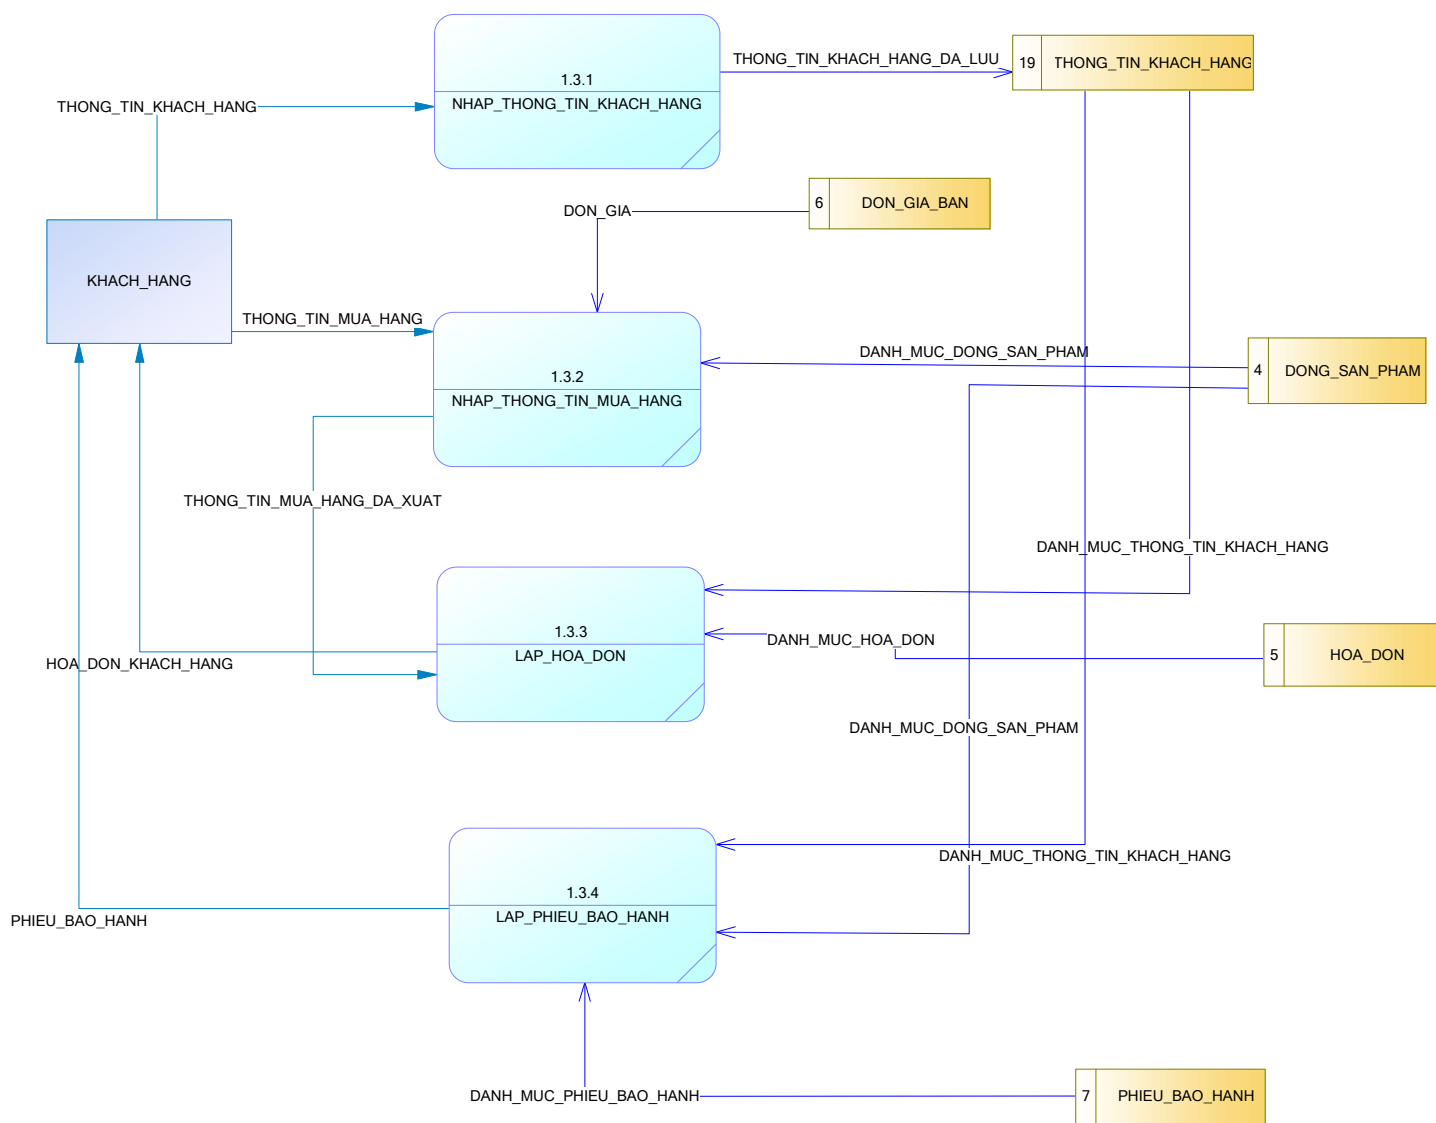 1.3.1
NHAP_THONG_TIN_KHACH_HANG
THONG_TIN_KHACH_HANG_DA_LUU
19
THONG_TIN_KHACH_HANG
THONG_TIN_KHACH_HANG
DON_GIA
6
DON_GIA_BAN
KHACH_HANG
THONG_TIN_MUA_HANG
DANH_MUC_DONG_SAN_PHAM
4
DONG_SAN_PHAM
1.3.2
NHAP_THONG_TIN_MUA_HANG
THONG_TIN_MUA_HANG_DA_XUAT
DANH_MUC_THONG_TIN_KHACH_HANG
1.3.3
LAP_HOA_DON
DANH_MUC_HOA_DON
5
HOA_DON
HOA_DON_KHACH_HANG
DANH_MUC_DONG_SAN_PHAM
DANH_MUC_THONG_TIN_KHACH_HANG
1.3.4
LAP_PHIEU_BAO_HANH
PHIEU_BAO_HANH
DANH_MUC_PHIEU_BAO_HANH
7
PHIEU_BAO_HANH